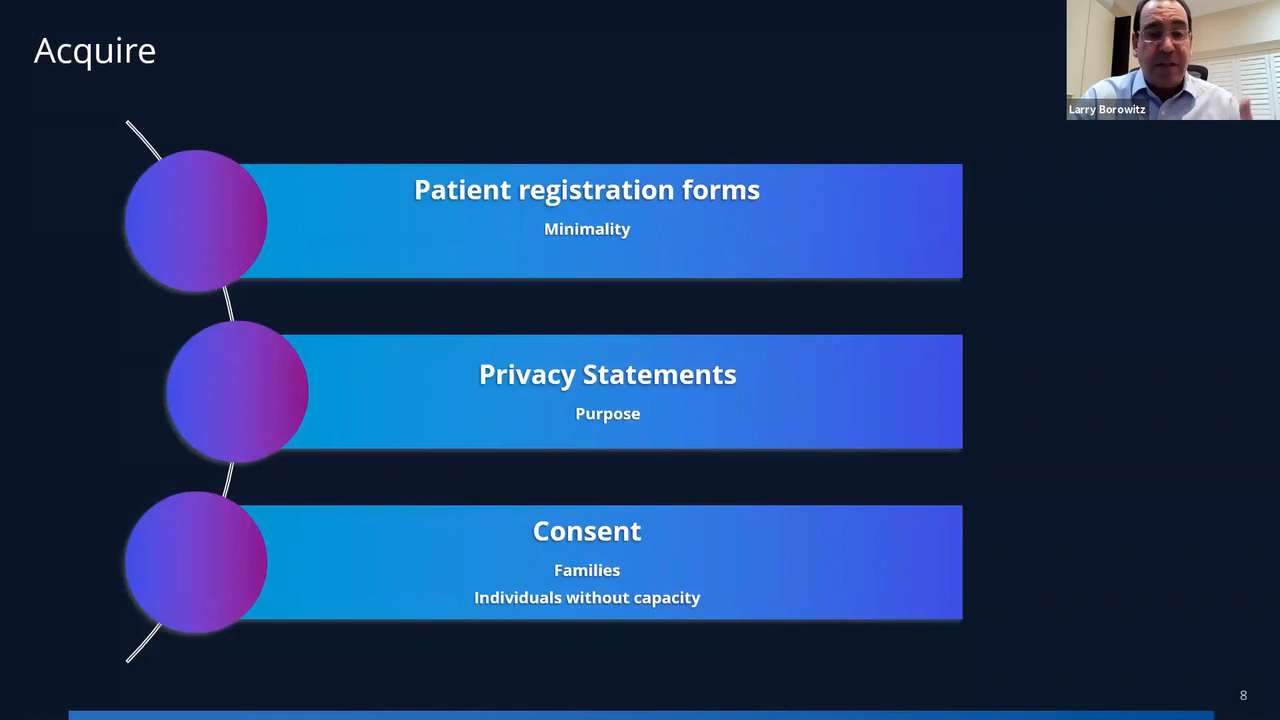 Acquire
Larry Borowitz
Patient registration forms
Minimality
Privacy Statements
Purpose
Consent
Families
Individuals without capacity
8